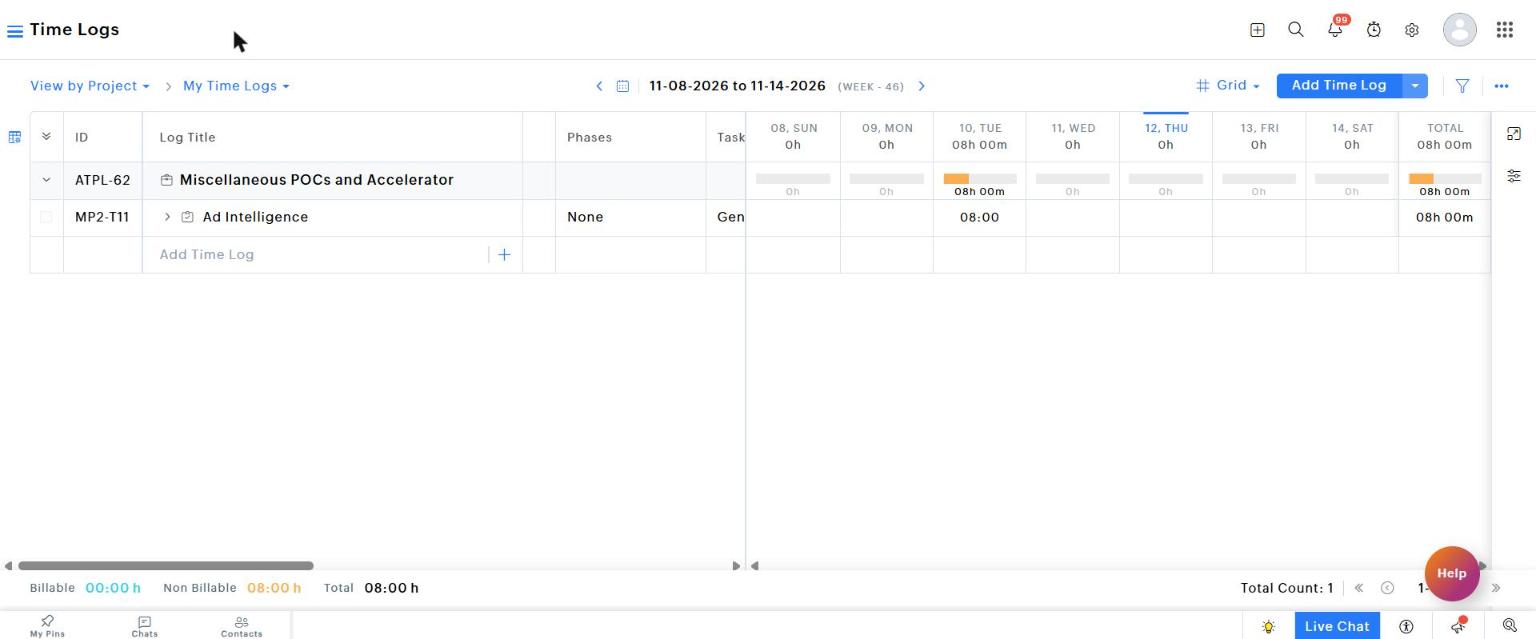 Time Logs
99
View by Project
My Time Logs
11-08-2026 to 11-14-2026 (WEEK - 46)
Grid
Add Time Log
ID Log Title Phases Task
08, SUN 09, MON 10, TUE 11, WED 12, THU 13, FRI 14, SAT TOTAL
0h 0h 08h 00m 0h 0h 0h 0h 08h 00m
ATPL-62 Miscellaneous POCs and Accelerator
0h 0h 08h 00m 0h 0h 0h 0h 08h 00m
MP2-T11 Ad Intelligence None Gen 08:00 08h 00m
Add Time Log
Billable 00:00 h Non Billable 08:00 h Total 08:00 h
Total Count: 1 1-
Help
My Pins Chats Contacts
Live Chat